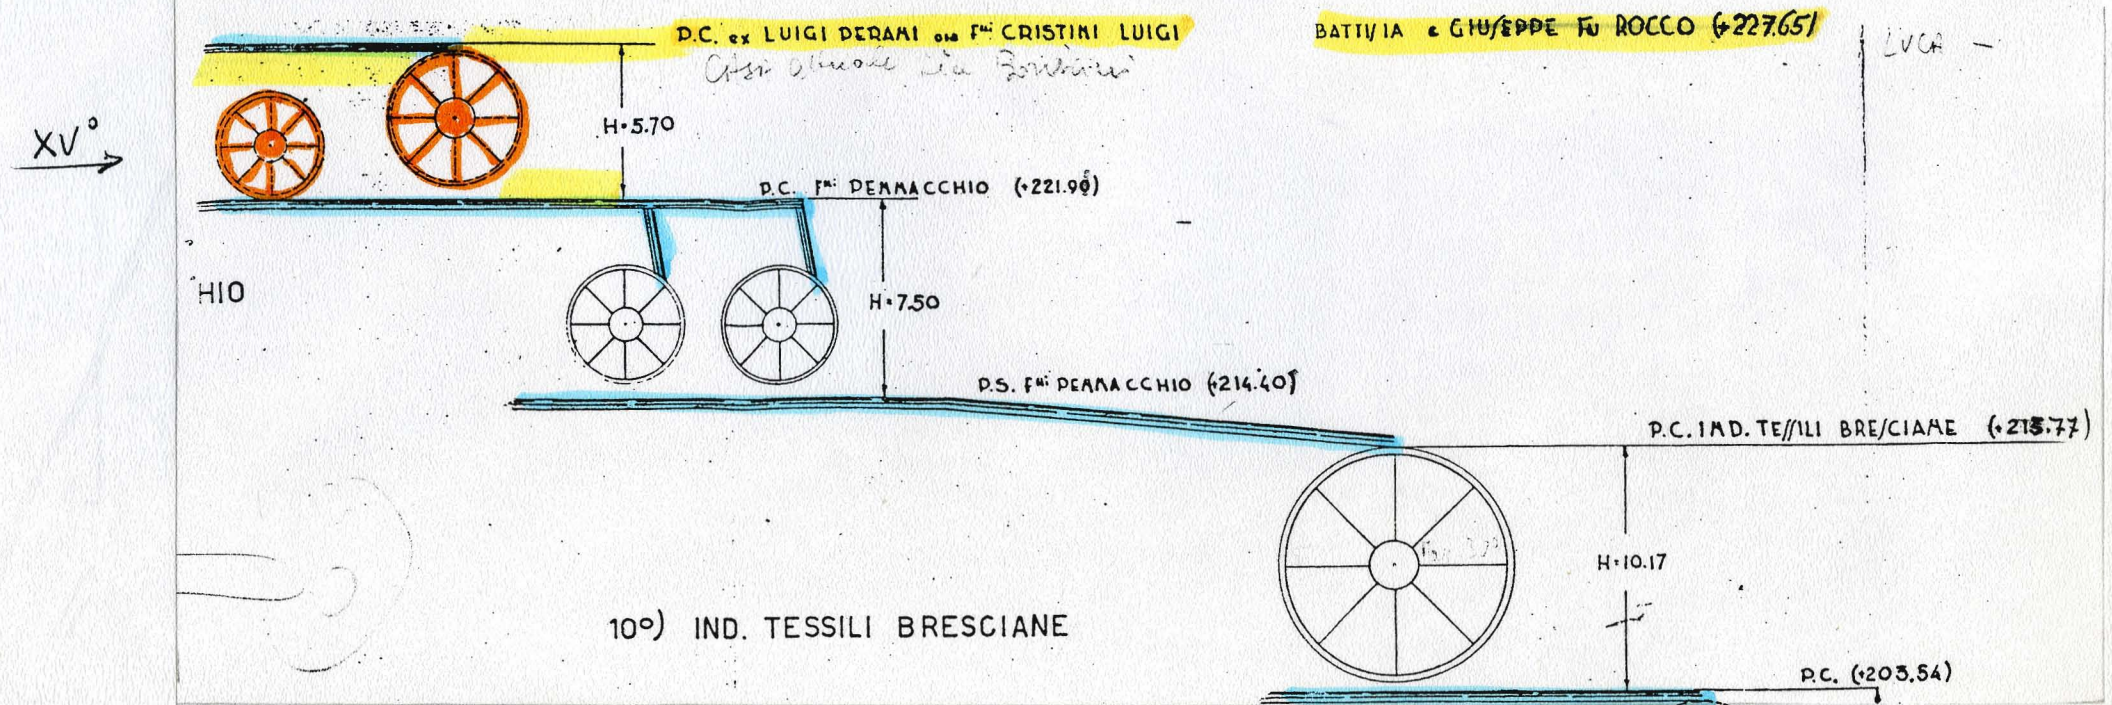 P.C. ex LUIGI PERANI ora F.lli CRISTINI LUIGI BATTISTA e GIUSEPPE FU ROCCO (+227.65)
LUCA -
XV°
H=5.70
P.C. F.lli PENNACCHIO (+221.90)
HIO
H=7.50
P.S. F.lli PENNACCHIO (+214.40)
P.C. IND. TESSILI BRESCIANE (+213.77)
H=10.17
10°) IND. TESSILI BRESCIANE
P.C. (+203.54)